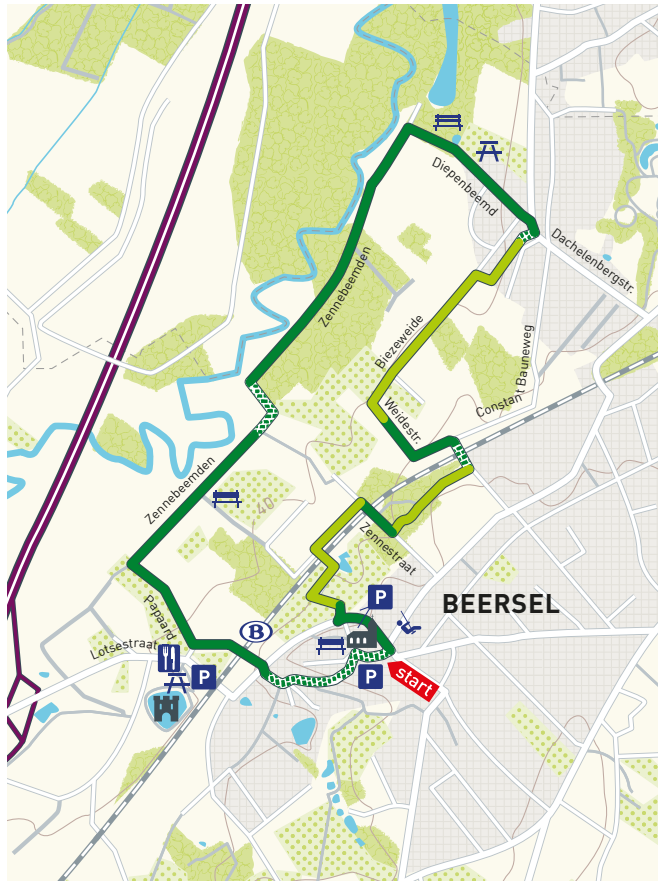 Diepenbeemd
Dachelenbergstr.
Zennebeemden
Biezeweide
Constant Bauneweg
Weidestr.
Zennebeemden
40
Zennestraat
P
BEERSEL
Papaard
B
Lotsestraat
P
P
start